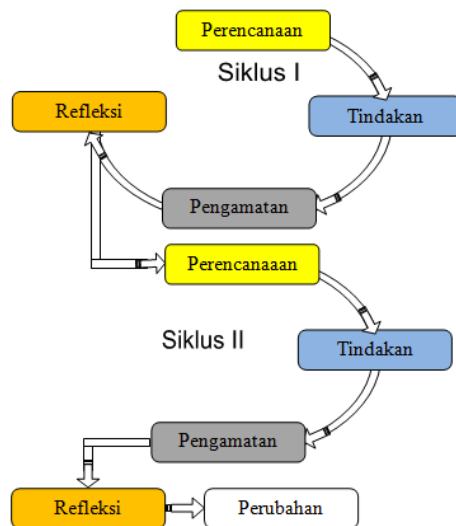 Perencanaan
Siklus I
Refleksi
Tindakan
Pengamatan
Perencanaaan
Siklus II
Tindakan
Pengamatan
Refleksi
Perubahan